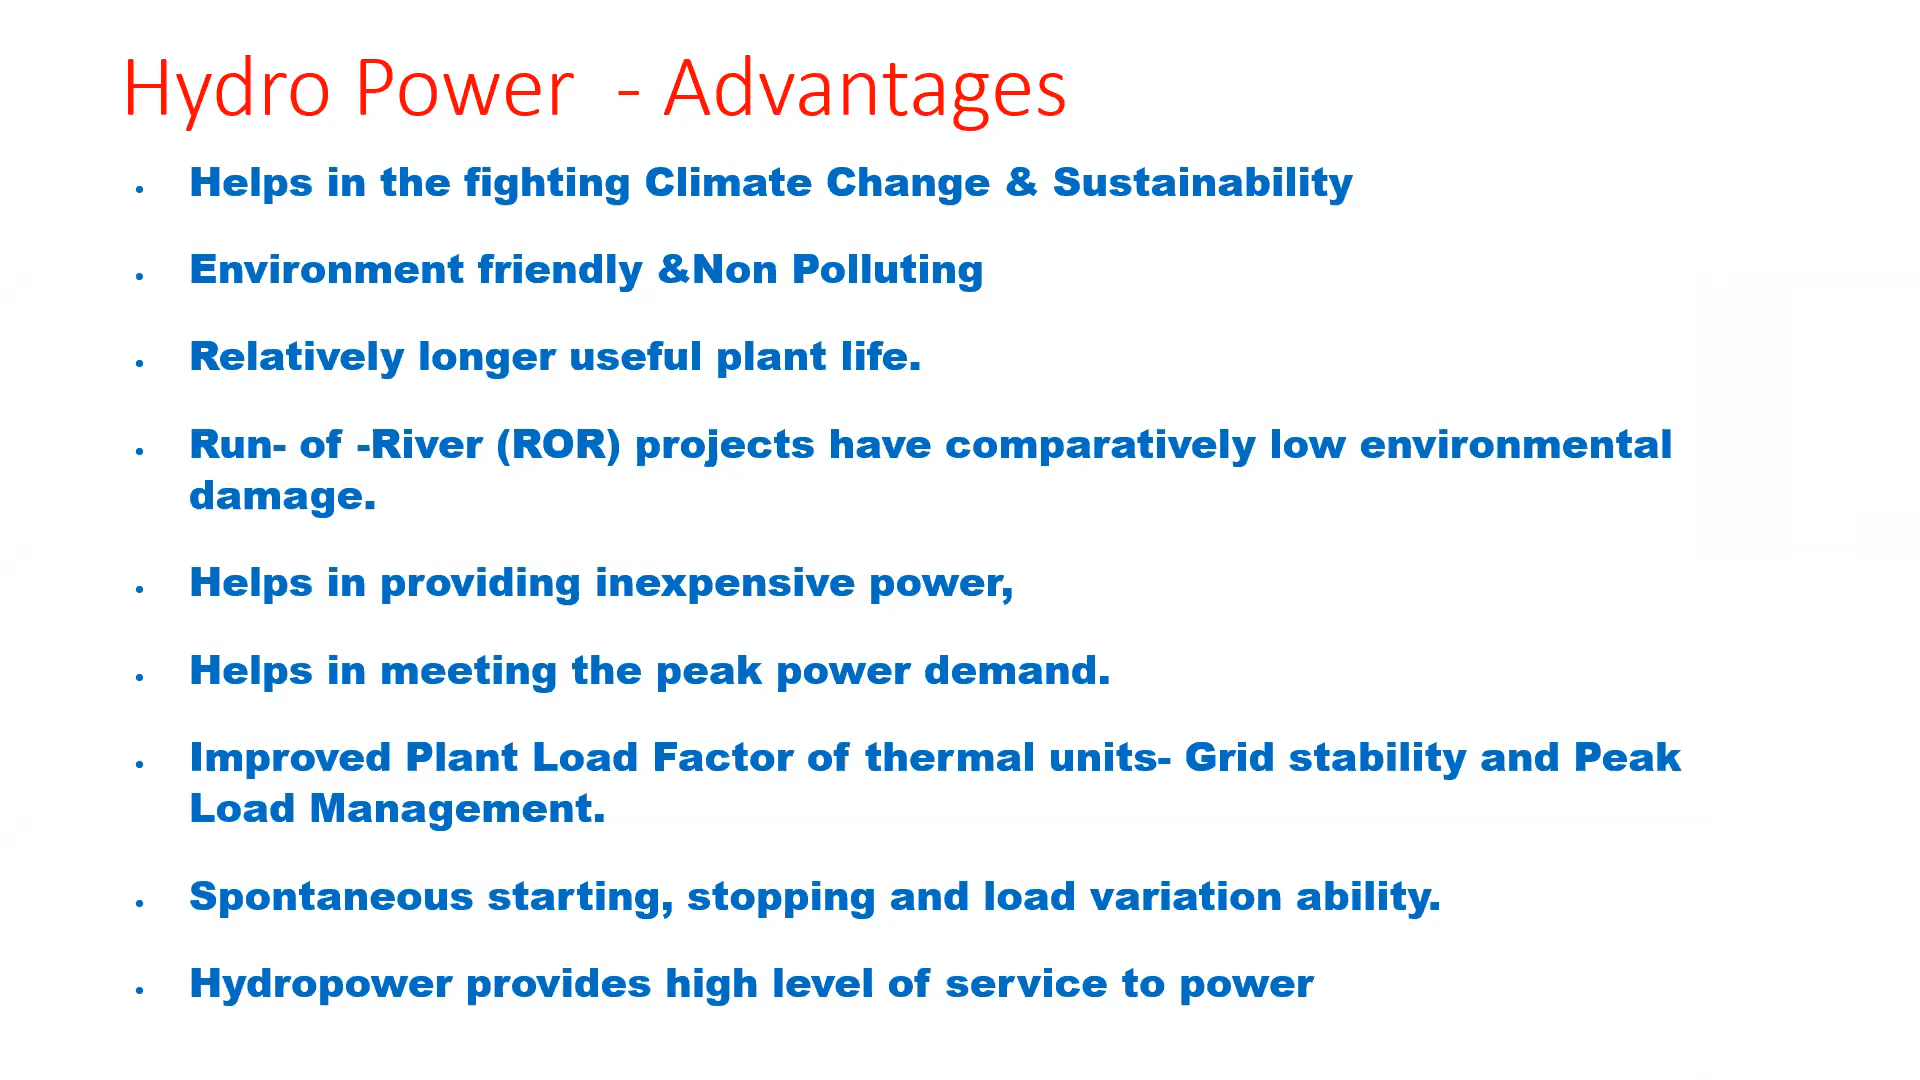 Hydro Power - Advantages
• Helps in the fighting Climate Change & Sustainability
• Environment friendly &Non Polluting
• Relatively longer useful plant life.
• Run- of -River (ROR) projects have comparatively low environmental
damage.
• Helps in providing inexpensive power,
• Helps in meeting the peak power demand.
• Improved Plant Load Factor of thermal units- Grid stability and Peak
Load Management.
• Spontaneous starting, stopping and load variation ability.
• Hydropower provides high level of service to power